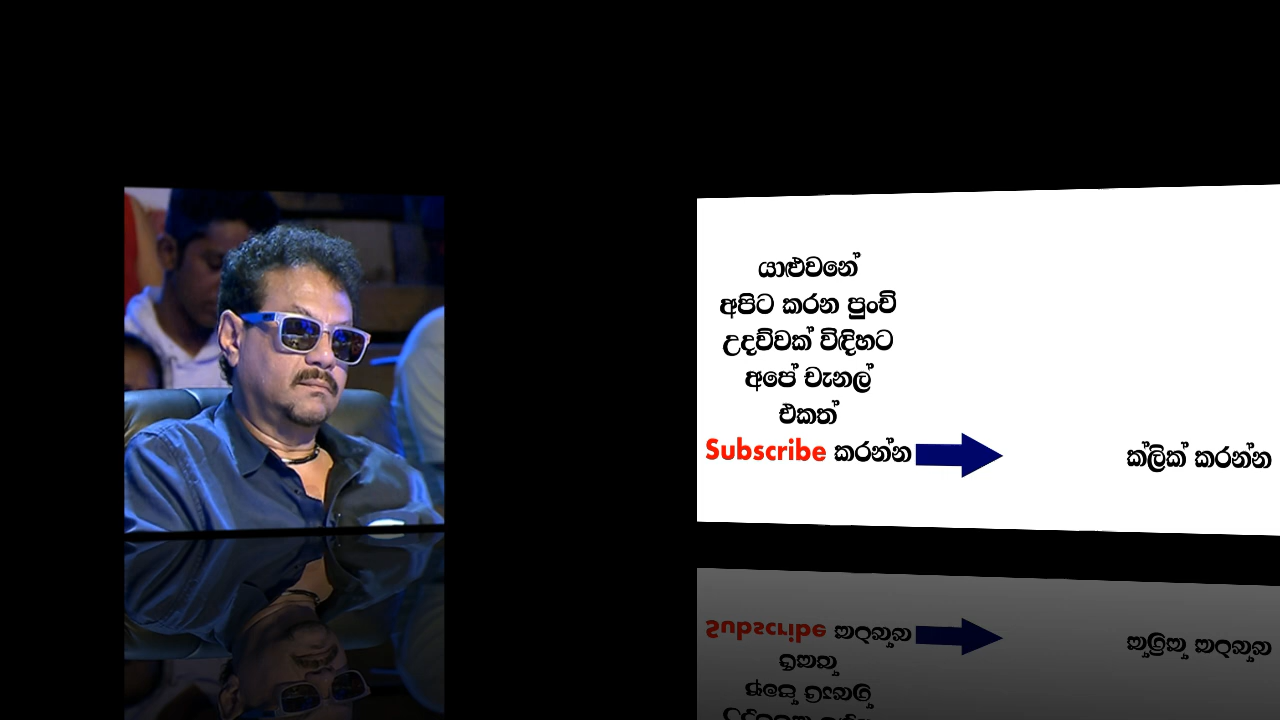 යාළුවනේ
අපිට කරන පුංචි
උදව්වක් විඳිහට
අපේ චැනල්
එකත්
Subscribe කරන්න
ක්ලික් කරන්න